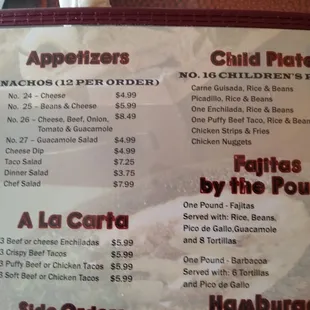 Appetizers
NACHOS (12 PER ORDER)
No. 24 – Cheese $4.99
No. 25 – Beans & Cheese $5.99
No. 26 – Cheese, Beef, Onion, $8.49
Tomato & Guacamole
No. 27 – Guacamole Salad $4.99
Cheese Dip $4.99
Taco Salad $7.25
Dinner Salad $3.75
Chef Salad $7.99
A La Carta
3 Beef or cheese Enchiladas $5.99
3 Crispy Beef Tacos $5.99
3 Puffy Beef or Chicken Tacos $5.99
3 Soft Beef or Chicken Tacos $5.99
Child Plate
NO. 16 CHILDREN'S
Carne Guisada, Rice & Beans
Picadillo, Rice & Beans
One Enchilada, Rice & Beans
One Puffy Beef Taco, Rice & Beans
Chicken Strips & Fries
Chicken Nuggets
Fajitas
by the Pou
One Pound - Fajitas
Served with: Rice, Beans,
Pico de Gallo,Guacamole
and 8 Tortillas
One Pound - Barbacoa
Served with: 6 Tortillas
and Pico de Gallo
Hamburg